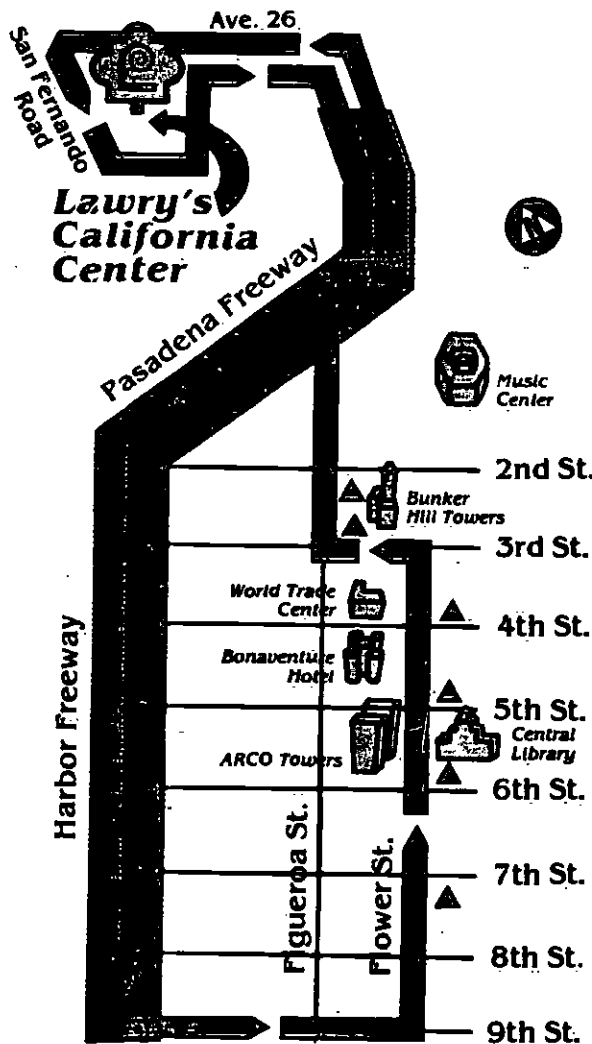 Ave. 26
San Fernando
Road
Lawry's
California
Center
Pasadena Freeway
Music
Center
2nd St.
Bunker
Hill Towers
3rd St.
World Trade
Center
4th St.
Bonaventure
Hotel
5th St.
Central
Library
ARCO Towers
6th St.
Harbor Freeway
Figueroa St.
Flower St.
7th St.
8th St.
9th St.